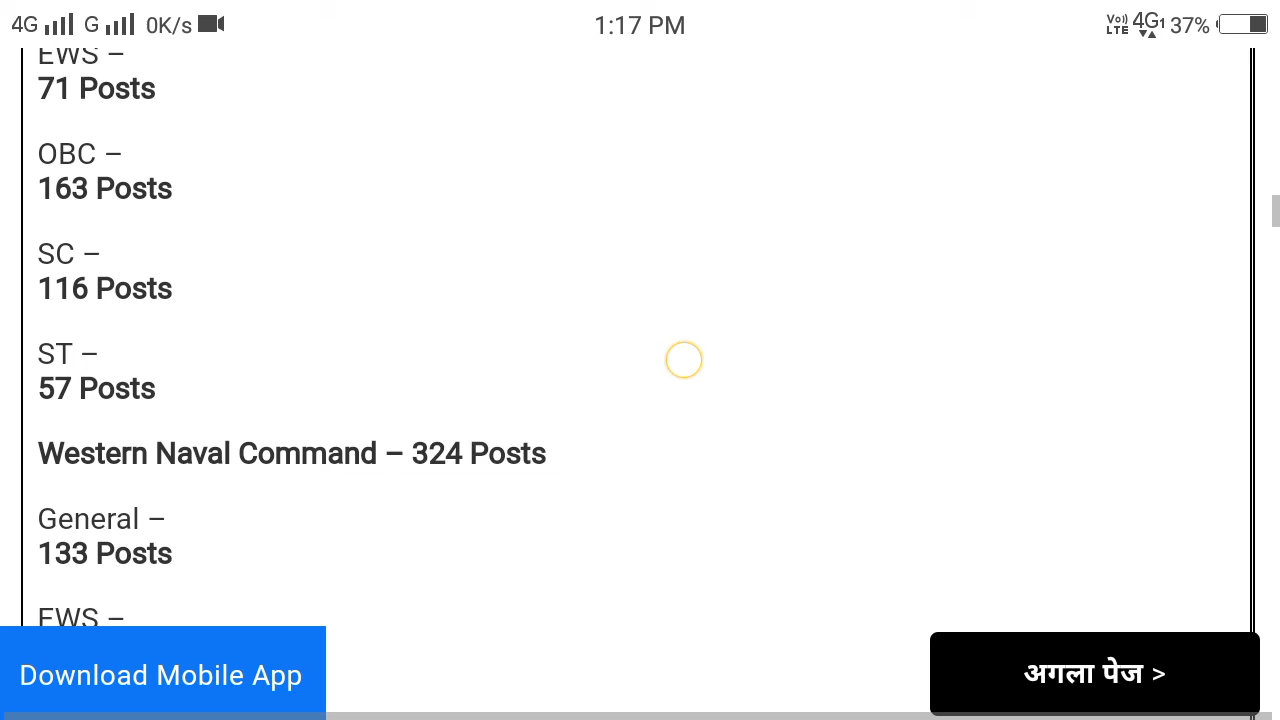 4G G 0K/s 1:17 PM Vo)) LTE 4G1 37%
EWS –
71 Posts
OBC –
163 Posts
SC –
116 Posts
ST –
57 Posts
Western Naval Command – 324 Posts
General –
133 Posts
EWS –
Download Mobile App अगला पेज >